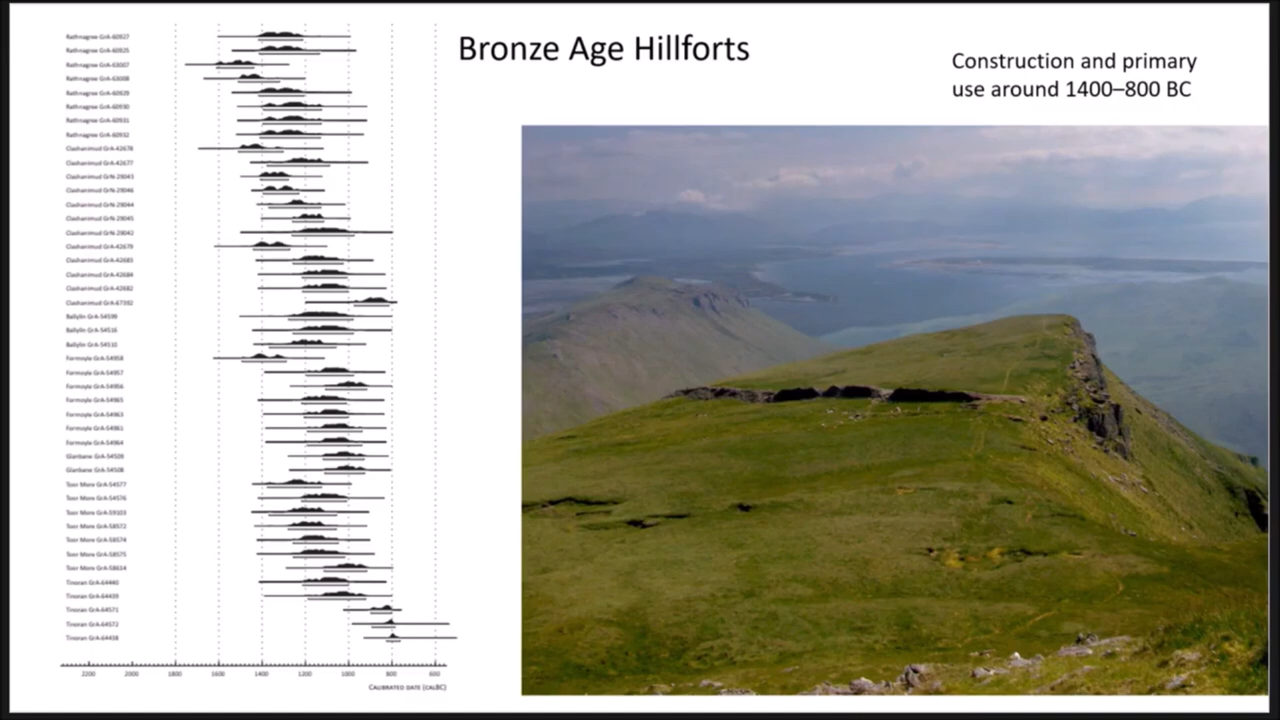 Bronze Age Hillforts
Construction and primary
use around 1400–800 BC
Rathnagree GrA-60927
Rathnagree GrA-60925
Rathnagree GrA-63007
Rathnagree GrA-63008
Rathnagree GrA-60929
Rathnagree GrA-60930
Rathnagree GrA-60931
Rathnagree GrA-60932
Clashanimud GrA-42678
Clashanimud GrA-42677
Clashanimud GrN-29043
Clashanimud GrN-29046
Clashanimud GrN-29044
Clashanimud GrN-29045
Clashanimud GrN-29042
Clashanimud GrA-42679
Clashanimud GrA-42683
Clashanimud GrA-42684
Clashanimud GrA-42682
Clashanimud GrA-67392
Ballylin GrA-54599
Ballylin GrA-54516
Ballylin GrA-54510
Formoyle GrA-54958
Formoyle GrA-54957
Formoyle GrA-54956
Formoyle GrA-54965
Formoyle GrA-54963
Formoyle GrA-54961
Formoyle GrA-54964
Glanbane GrA-54509
Glanbane GrA-54508
Toor More GrA-54577
Toor More GrA-54576
Toor More GrA-59103
Toor More GrA-58572
Toor More GrA-58574
Toor More GrA-58575
Toor More GrA-58614
Tinoran GrA-64440
Tinoran GrA-64439
Tinoran GrA-64571
Tinoran GrA-64572
Tinoran GrA-64438
2200 2000 1800 1600 1400 1200 1000 800 600
CALIBRATED DATE (CALBC)